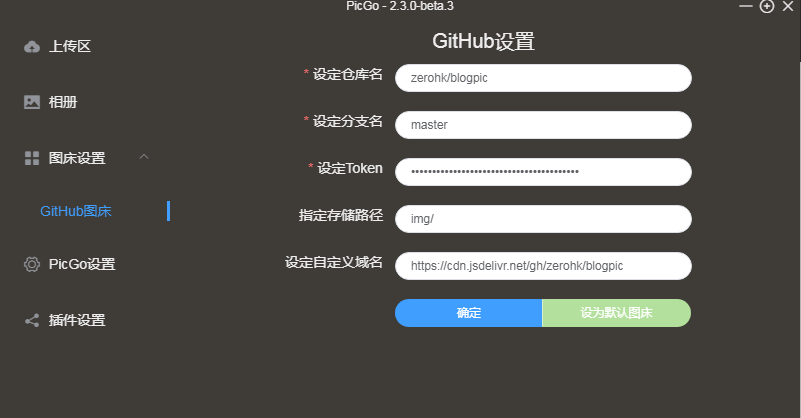 PicGo - 2.3.0-beta.3
上传区
相册
图床设置
GitHub图床
PicGo设置
插件设置
GitHub设置
* 设定仓库名
zerohk/blogpic
* 设定分支名
master
* 设定Token
••••••••••••••••••••••••••••••••••••••••
指定存储路径
img/
设定自定义域名
https://cdn.jsdelivr.net/gh/zerohk/blogpic
确定
设为默认图床